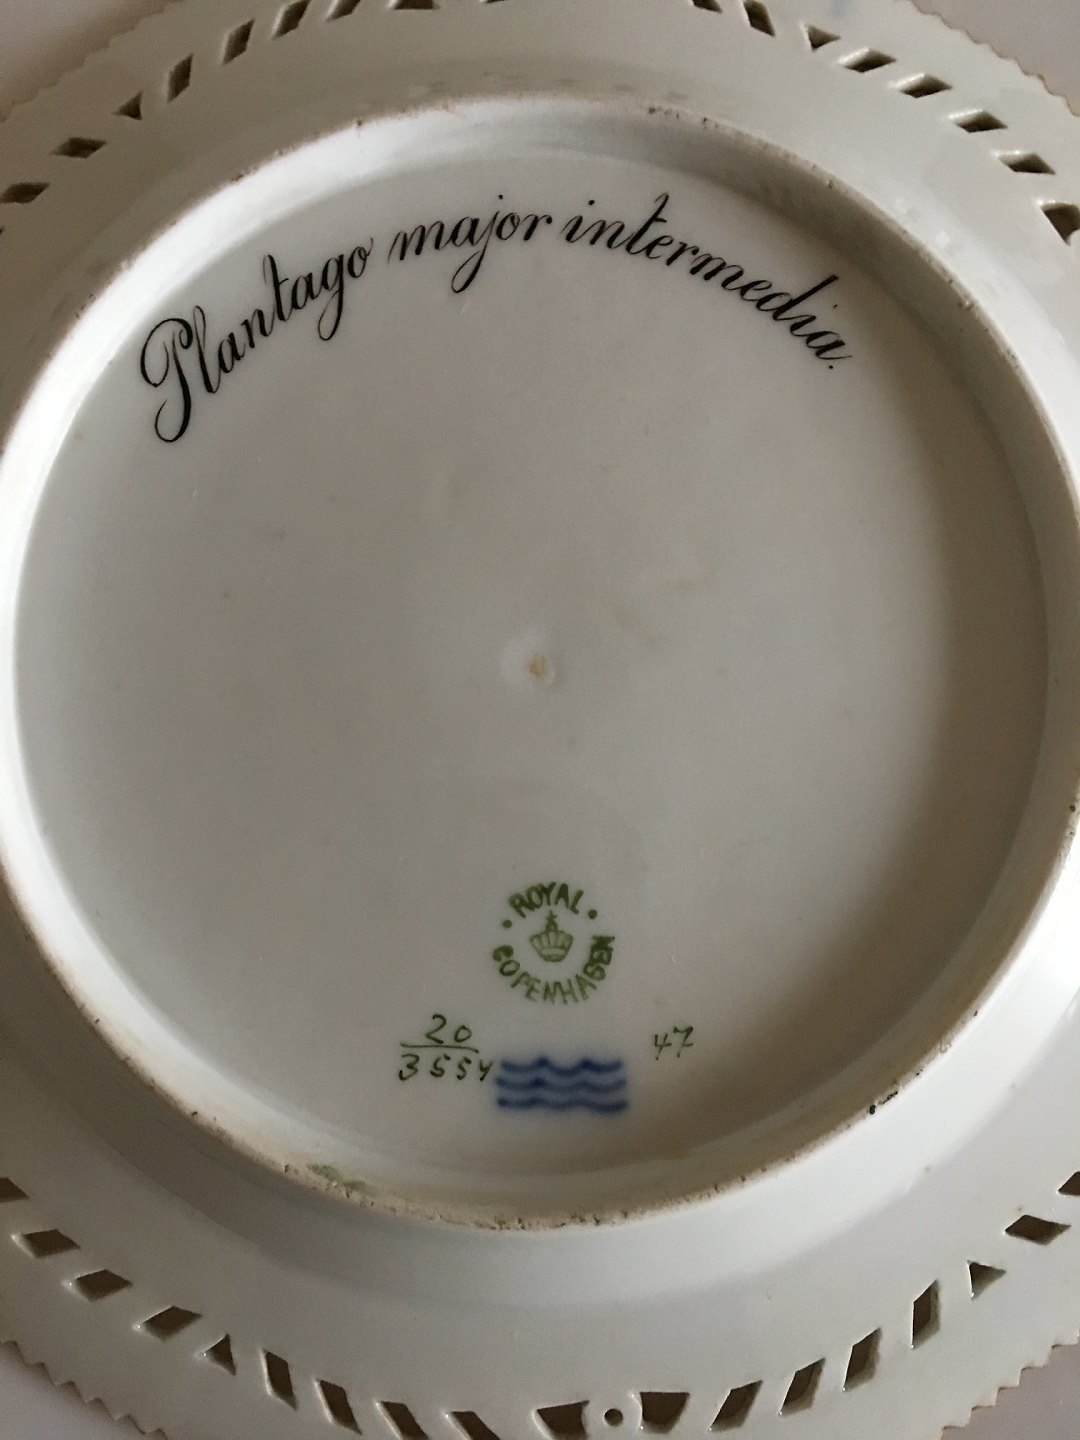 Plantago major intermedia.
ROYAL
COPENHAGEN
20
3554
47